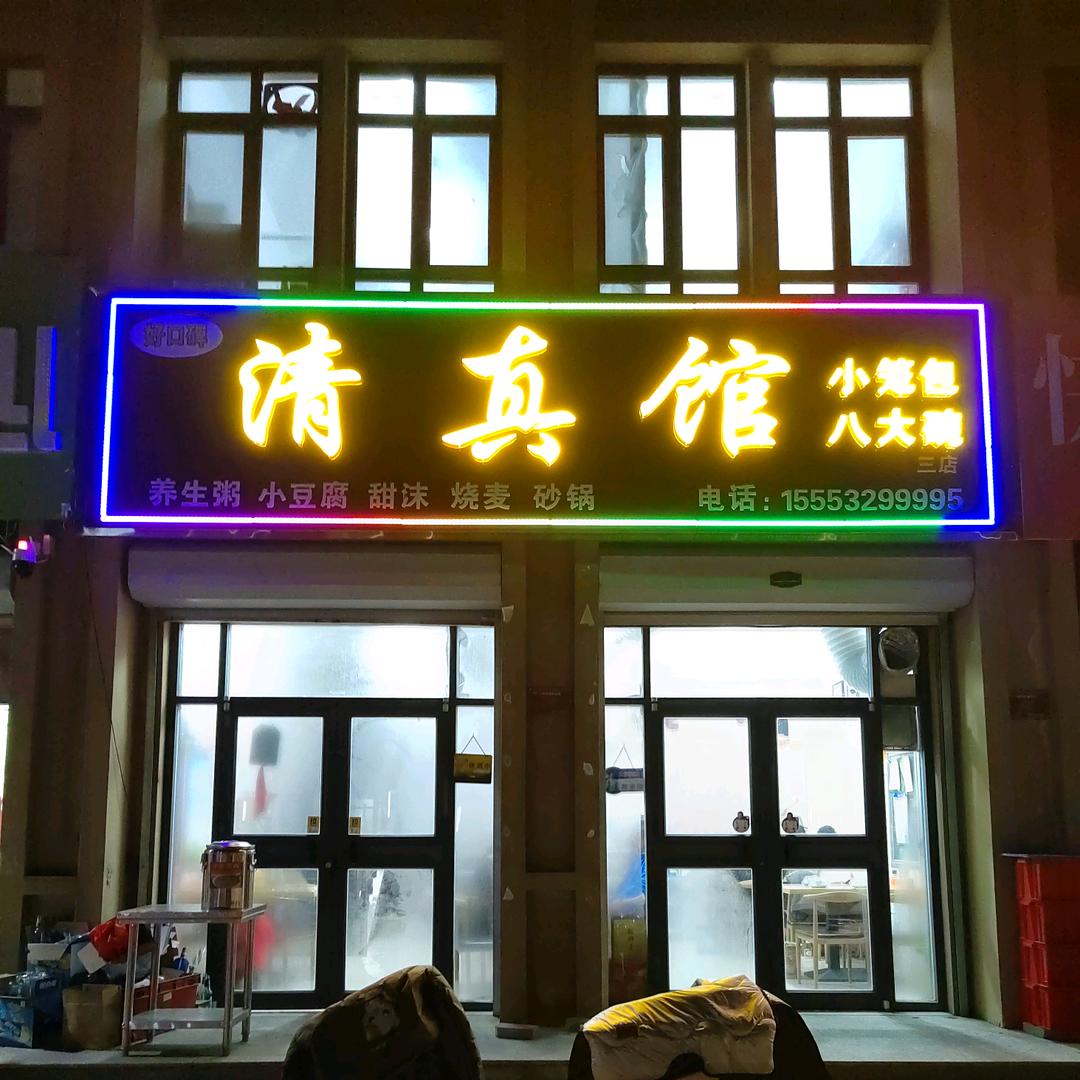 好口碑
清真馆
小笼包
八大碗
三店
养生粥 小豆腐 甜沫 烧麦 砂锅
电话：15553299995